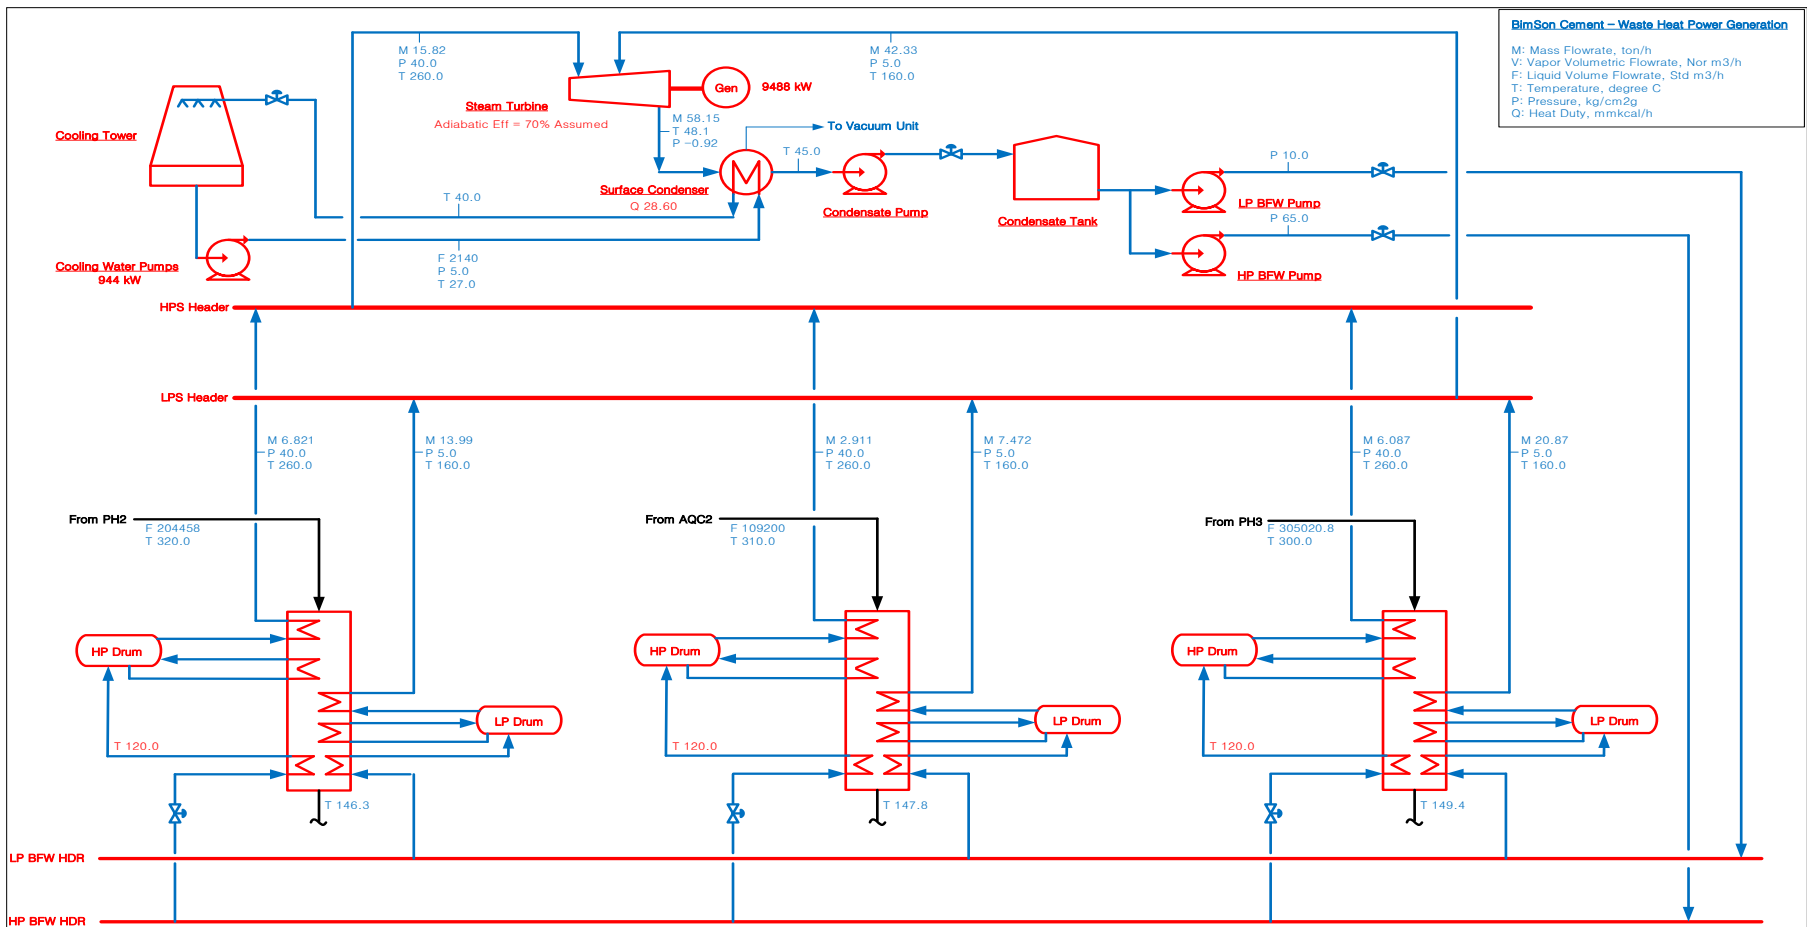 BimSon Cement - Waste Heat Power Generation
M: Mass Flowrate, ton/h
V: Vapor Volumetric Flowrate, Nor m3/h
F: Liquid Volume Flowrate, Std m3/h
T: Temperature, degree C
P: Pressure, kg/cm2g
Q: Heat Duty, mmkcal/h
M 15.82
P 40.0
T 260.0
M 42.33
P 5.0
T 160.0
Gen
9488 kW
Steam Turbine
Adiabatic Eff = 70% Assumed
M 58.15
T 48.1
P -0.92
To Vacuum Unit
Cooling Tower
T 45.0
Surface Condenser
Q 28.60
Condensate Pump
Condensate Tank
P 10.0
LP BFW Pump
P 65.0
HP BFW Pump
T 40.0
Cooling Water Pumps
944 kW
F 2140
P 5.0
T 27.0
HPS Header
LPS Header
M 6.821
P 40.0
T 260.0
M 13.99
P 5.0
T 160.0
M 2.911
P 40.0
T 260.0
M 7.472
P 5.0
T 160.0
M 6.087
P 40.0
T 260.0
M 20.87
P 5.0
T 160.0
From PH2
F 204458
T 320.0
From AQC2
F 109200
T 310.0
From PH3
F 305020.8
T 300.0
HP Drum
LP Drum
T 120.0
T 146.3
HP Drum
LP Drum
T 120.0
T 147.8
HP Drum
LP Drum
T 120.0
T 149.4
LP BFW HDR
HP BFW HDR